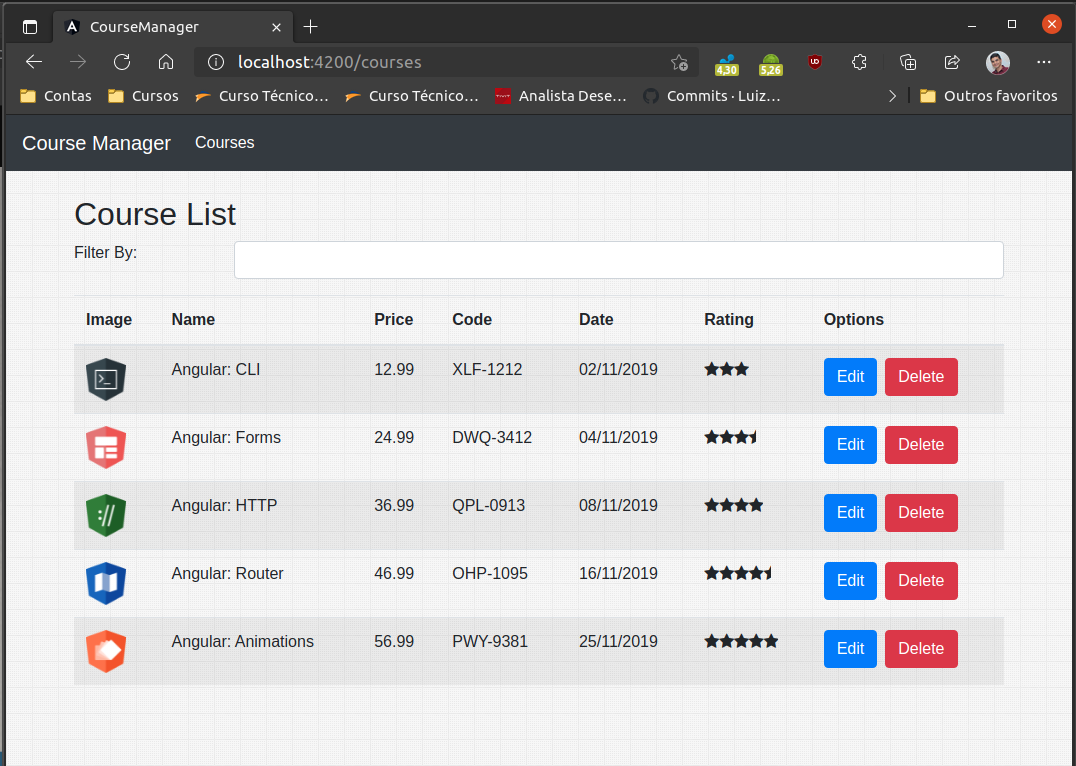 CourseManager
localhost:4200/courses
4,30 5,26 UD
Contas Cursos Curso Técnico… Curso Técnico… Analista Dese… Commits · Luiz… Outros favoritos
Course Manager Courses
Course List
Filter By:
Image Name Price Code Date Rating Options
Angular: CLI 12.99 XLF-1212 02/11/2019 Edit Delete
Angular: Forms 24.99 DWQ-3412 04/11/2019 Edit Delete
Angular: HTTP 36.99 QPL-0913 08/11/2019 Edit Delete
Angular: Router 46.99 OHP-1095 16/11/2019 Edit Delete
Angular: Animations 56.99 PWY-9381 25/11/2019 Edit Delete